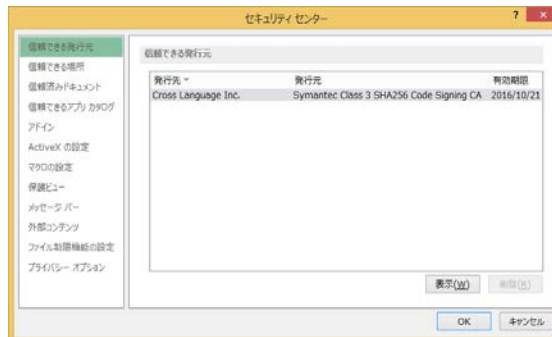 セキュリティ センター
信頼できる発行元
信頼できる場所
信頼済みドキュメント
信頼できるアプリ カタログ
アドイン
ActiveX の設定
マクロの設定
保護ビュー
メッセージ バー
外部コンテンツ
ファイル制限機能の設定
プライバシー オプション
信頼できる発行元
発行先 発行元 有効期限
Cross Language Inc. Symantec Class 3 SHA256 Code Signing CA 2016/10/21
表示(W) 削除(R)
OK キャンセル